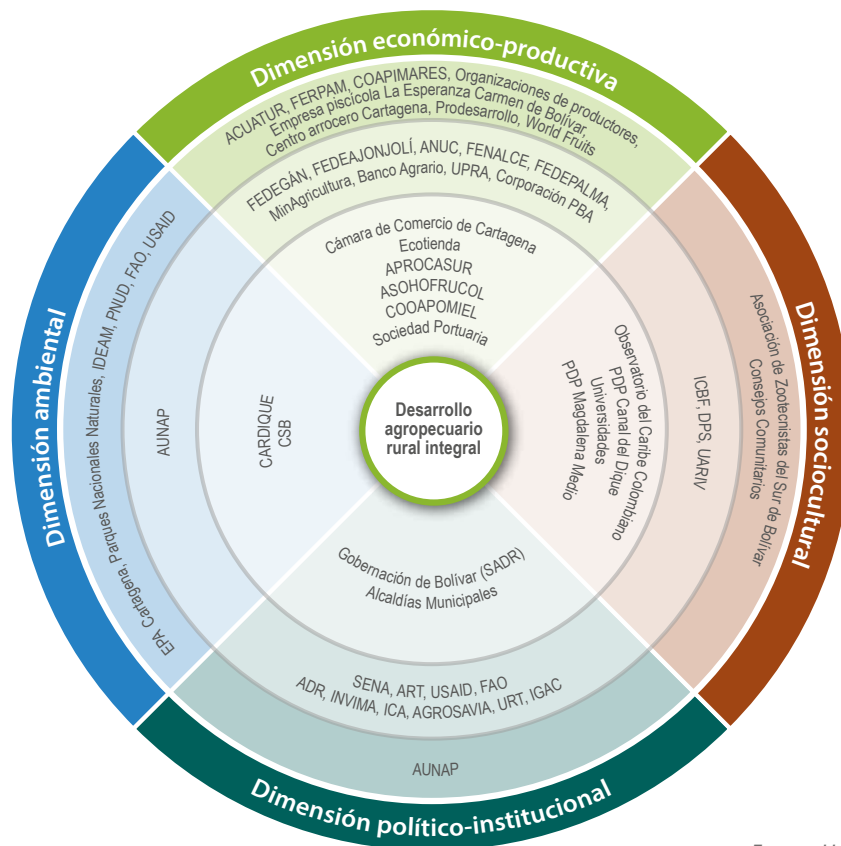 Dimensión económico-productiva
ACUATUR, FERPAM, COAPIMARES, Organizaciones de productores,
Empresa piscícola La Esperanza Carmen de Bolívar,
Centro arrocero Cartagena, Prodesarrollo, World Fruits
FEDEGÁN, FEDEAJONJOLÍ, ANUC, FENALCE, FEDEPALMA,
MinAgricultura, Banco Agrario, UPRA, Corporación PBA
Cámara de Comercio de Cartagena
Ecotienda
APROCASUR
ASOHOFRUCOL
COOAPOMIEL
Sociedad Portuaria
Dimensión ambiental
EPA Cartagena, Parques Nacionales Naturales, IDEAM, PNUD, FAO, USAID
AUNAP
CARDIQUE
CSB
Desarrollo
agropecuario
rural integral
Dimensión sociocultural
Asociación de Zootecnistas del Sur de Bolívar
Consejos Comunitarios
ICBF, DPS, UARIV
Observatorio del Caribe Colombiano
PDP Canal del Dique
Universidades
PDP Magdalena Medio
Gobernación de Bolívar (SADR)
Alcaldías Municipales
SENA, ART, USAID, FAO
ADR, INVIMA, ICA, AGROSAVIA, URT, IGAC
AUNAP
Dimensión político-institucional